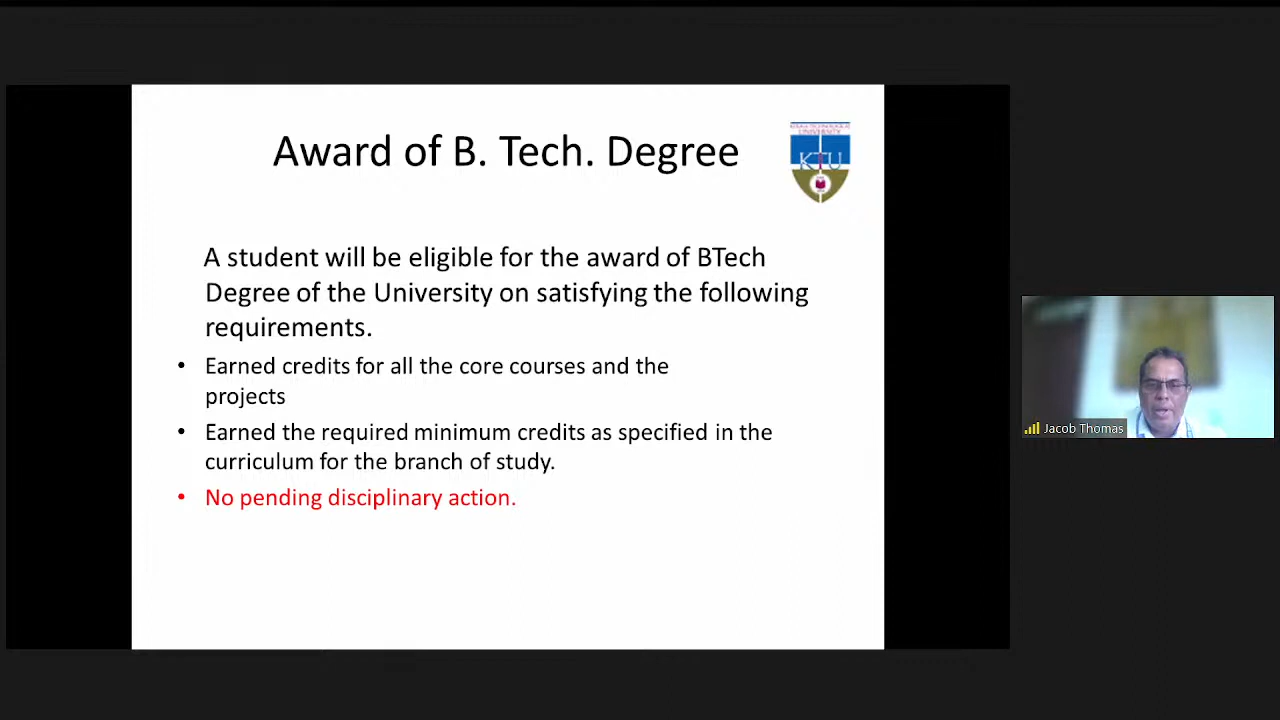 Award of B. Tech. Degree
UNIVERSITY
KTU
A student will be eligible for the award of BTech
Degree of the University on satisfying the following
requirements.
• Earned credits for all the core courses and the
projects
• Earned the required minimum credits as specified in the
curriculum for the branch of study.
• No pending disciplinary action.
Jacob Thomas